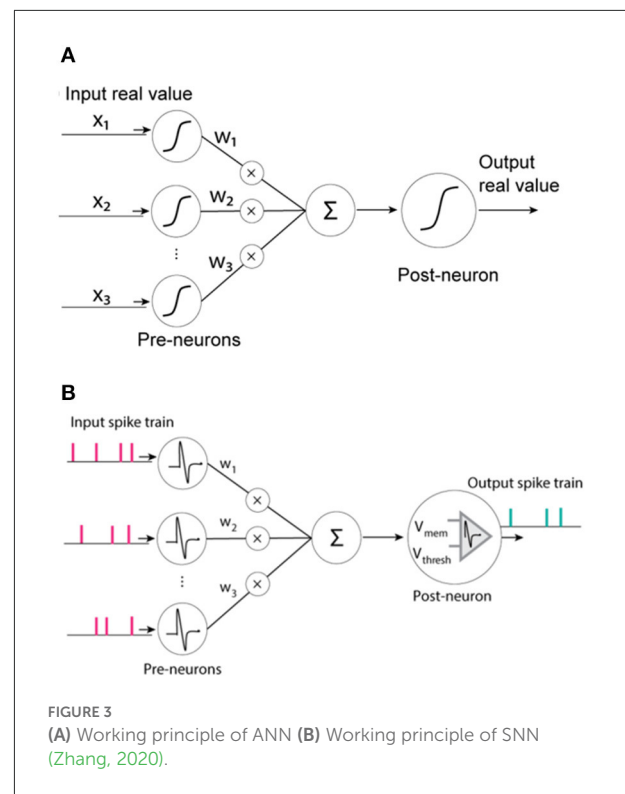 A
Input real value
X1
W1
×
Output
real value
X2
W2
×
Σ
⋮
W3
×
Post-neuron
X3
Pre-neurons
B
Input spike train
w1
×
Output spike train
w2
×
Σ
Vmem
Vthresh
⋮
w3
×
Post-neuron
Pre-neurons
FIGURE 3
(A) Working principle of ANN (B) Working principle of SNN
(Zhang, 2020).